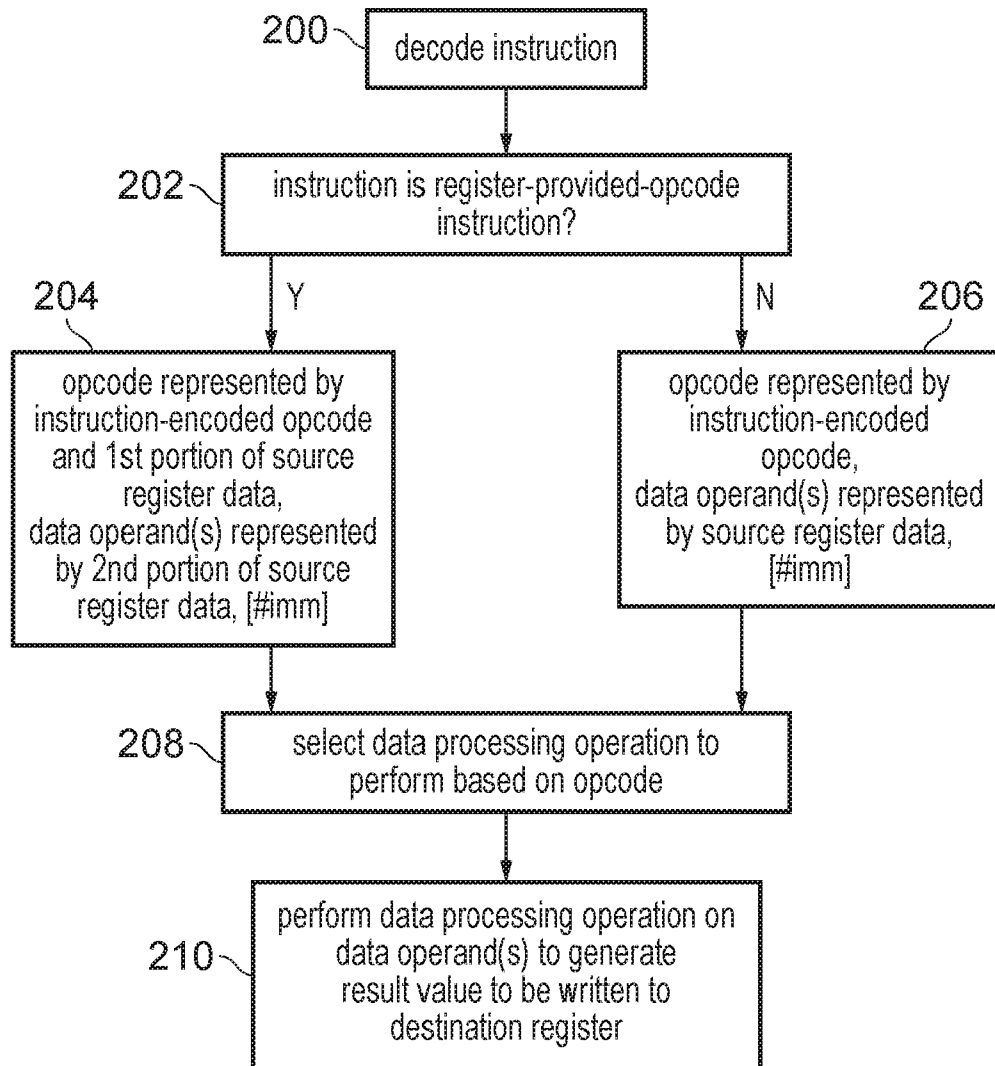 200
decode instruction
202
instruction is register-provided-opcode
instruction?
204
Y
N
206
opcode represented by
instruction-encoded opcode
and 1st portion of source
register data,
data operand(s) represented
by 2nd portion of source
register data, [#imm]
opcode represented by
instruction-encoded
opcode,
data operand(s) represented
by source register data,
[#imm]
208
select data processing operation to
perform based on opcode
210
perform data processing operation on
data operand(s) to generate
result value to be written to
destination register